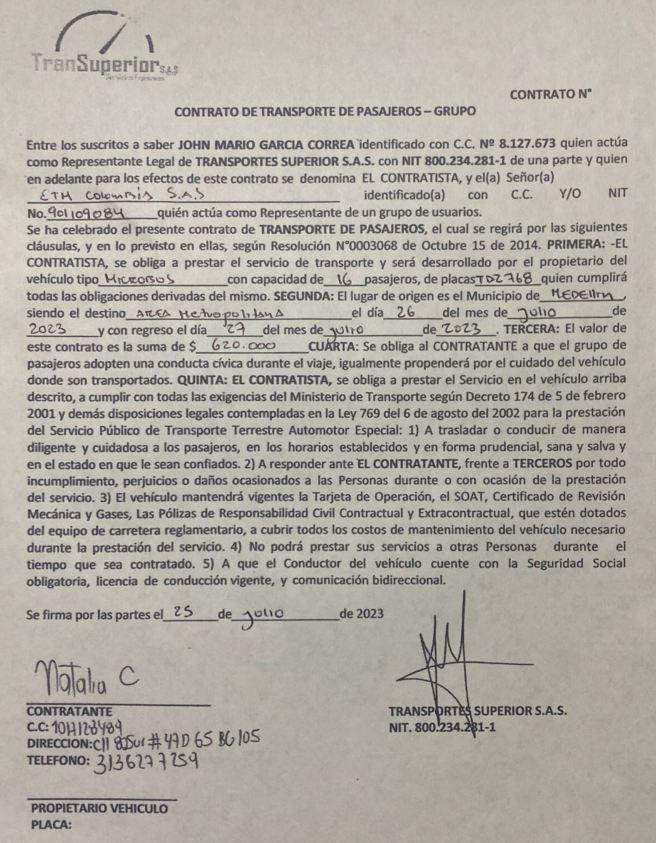 TranSuperior S.A.S
CONTRATO N°
CONTRATO DE TRANSPORTE DE PASAJEROS – GRUPO
Entre los suscritos a saber JOHN MARIO GARCIA CORREA identificado con C.C. Nº 8.127.673 quien actúa
como Representante Legal de TRANSPORTES SUPERIOR S.A.S. con NIT 800.234.281-1 de una parte y quien
en adelante para los efectos de este contrato se denomina EL CONTRATISTA, y el(a) Señor(a)
ETM Colombia S.A.S identificado(a) con C.C. Y/O NIT
No. 901109084 quién actúa como Representante de un grupo de usuarios.
Se ha celebrado el presente contrato de TRANSPORTE DE PASAJEROS, el cual se regirá por las siguientes
cláusulas, y en lo previsto en ellas, según Resolución N°0003068 de Octubre 15 de 2014. PRIMERA: -EL
CONTRATISTA, se obliga a prestar el servicio de transporte y será desarrollado por el propietario del
vehículo tipo Microbus con capacidad de 16 pasajeros, de placas TDZ768 quien cumplirá
todas las obligaciones derivadas del mismo. SEGUNDA: El lugar de origen es el Municipio de MEDELLIN,
siendo el destino AREA Metropolitana el día 26 del mes de Julio de
2023 y con regreso el día 27 del mes de julio de 2023. TERCERA: El valor de
este contrato es la suma de $ 620.000 CUARTA: Se obliga al CONTRATANTE a que el grupo de
pasajeros adopten una conducta cívica durante el viaje, igualmente propenderá por el cuidado del vehículo
donde son transportados. QUINTA: EL CONTRATISTA, se obliga a prestar el Servicio en el vehículo arriba
descrito, a cumplir con todas las exigencias del Ministerio de Transporte según Decreto 174 de 5 de febrero
2001 y demás disposiciones legales contempladas en la Ley 769 del 6 de agosto del 2002 para la prestación
del Servicio Público de Transporte Terrestre Automotor Especial: 1) A trasladar o conducir de manera
diligente y cuidadosa a los pasajeros, en los horarios establecidos y en forma prudencial, sana y salva y
en el estado en que le sean confiados. 2) A responder ante EL CONTRATANTE, frente a TERCEROS por todo
incumplimiento, perjuicios o daños ocasionados a las Personas durante o con ocasión de la prestación
del servicio. 3) El vehículo mantendrá vigentes la Tarjeta de Operación, el SOAT, Certificado de Revisión
Mecánica y Gases, Las Pólizas de Responsabilidad Civil Contractual y Extracontractual, que estén dotados
del equipo de carretera reglamentario, a cubrir todos los costos de mantenimiento del vehículo necesario
durante la prestación del servicio. 4) No podrá prestar sus servicios a otras Personas durante el
tiempo que sea contratado. 5) A que el Conductor del vehículo cuente con la Seguridad Social
obligatoria, licencia de conducción vigente, y comunicación bidireccional.
Se firma por las partes el 25 de julio de 2023
Natalia C
CONTRATANTE
C.C:
DIRECCION: Cll 80sur # 47D 65 BG 105
TELEFONO: 3136277259
TRANSPORTES SUPERIOR S.A.S.
NIT. 800.234.281-1
PROPIETARIO VEHICULO
PLACA: